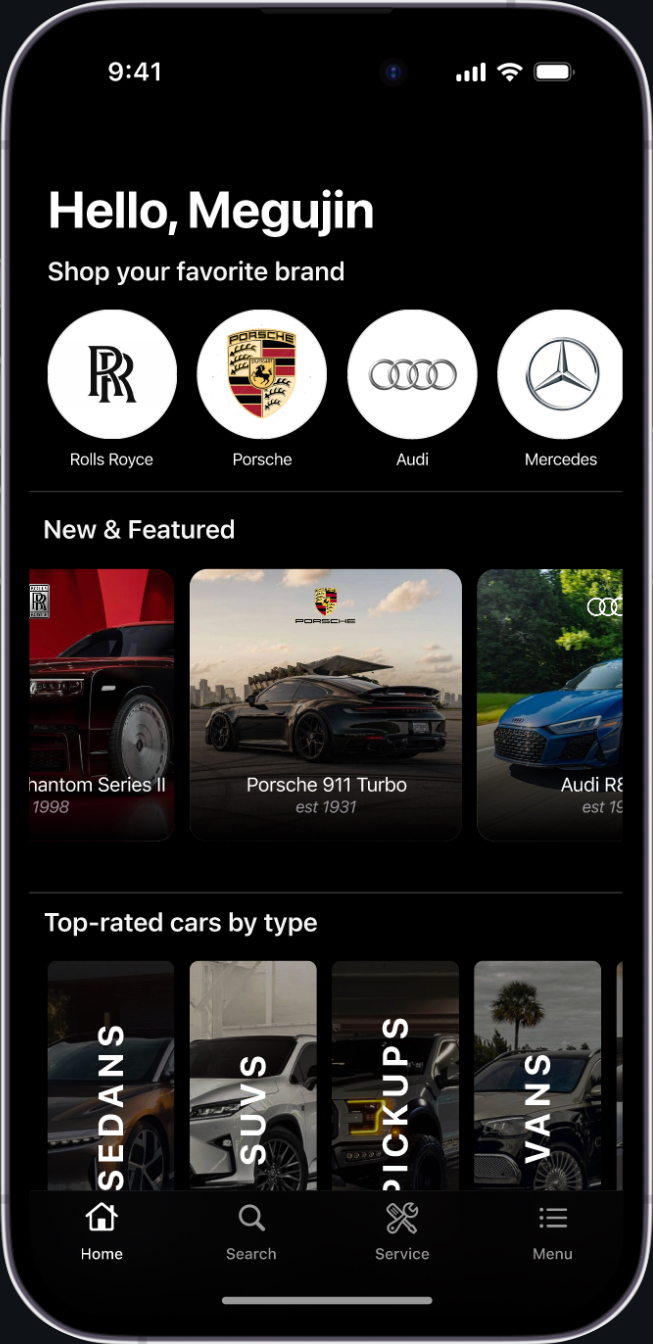 9:41
Hello, Megujin
Shop your favorite brand
RR
PORSCHE
STUTTGART
Rolls Royce
Porsche
Audi
Mercedes
New & Featured
RR
PORSCHE
hantom Series II
1998
Porsche 911 Turbo
est 1931
Audi R8
est 19
Top-rated cars by type
SEDANS
SUVS
PICKUPS
VANS
Home
Search
Service
Menu